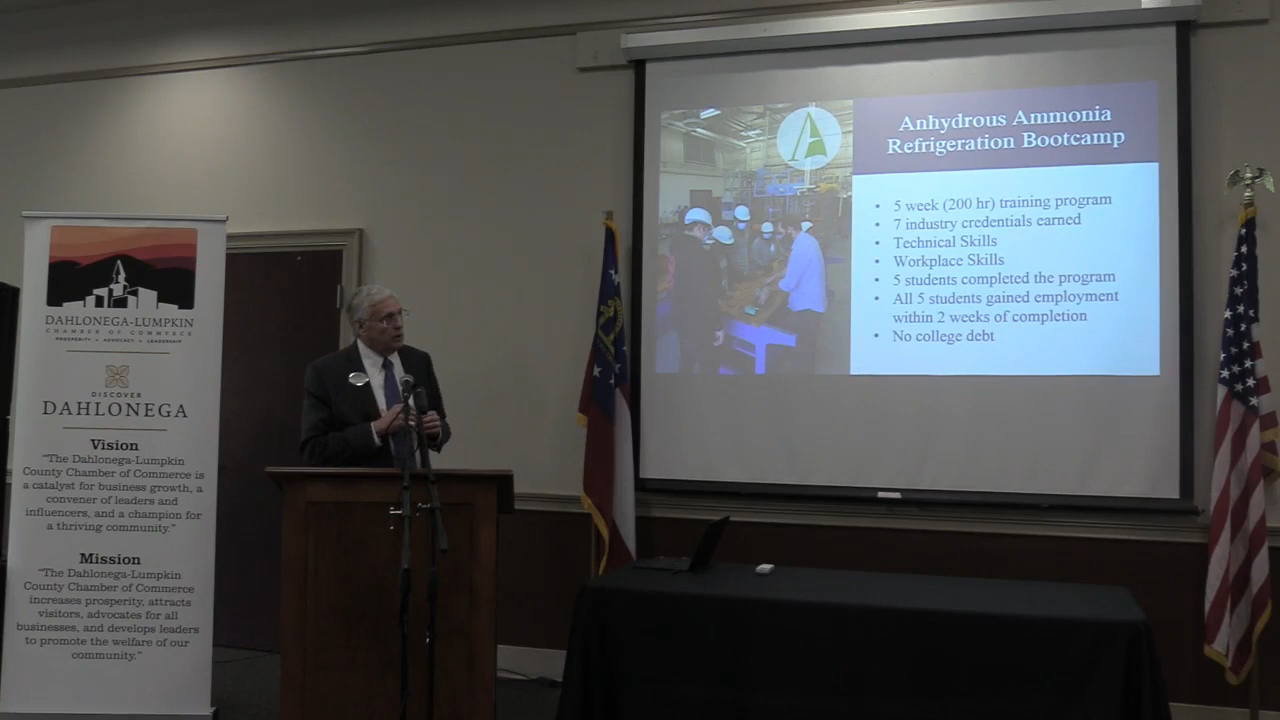 DAHLONEGA-LUMPKIN
CHAMBER OF COMMERCE
PROSPERITY • ADVOCACY • LEADERSHIP
DISCOVER
DAHLONEGA
Vision
"The Dahlonega-Lumpkin
County Chamber of Commerce is
a catalyst for business growth, a
convener of leaders and
influencers, and a champion for
a thriving community."
Mission
"The Dahlonega-Lumpkin
County Chamber of Commerce
increases prosperity, attracts
visitors, advocates for all
businesses, and develops leaders
to promote the welfare of our
community."
A
Anhydrous Ammonia
Refrigeration Bootcamp
• 5 week (200 hr) training program
• 7 industry credentials earned
• Technical Skills
• Workplace Skills
• 5 students completed the program
• All 5 students gained employment
within 2 weeks of completion
• No college debt